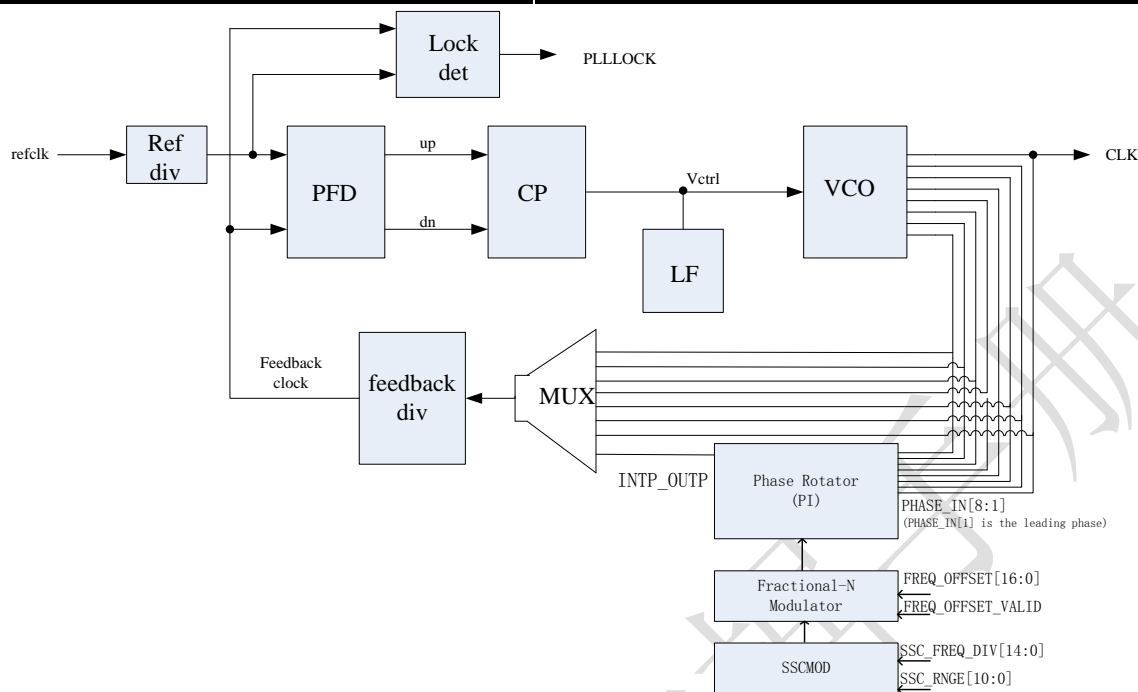 Lock
det
PLLLOCK
refclk
Ref
div
PFD
up
dn
CP
Vctrl
LF
VCO
CLK
Feedback
clock
feedback
div
MUX
INTP_OUTP
Phase Rotator
(PI)
PHASE_IN[8:1]
(PHASE_IN[1] is the leading phase)
Fractional-N
Modulator
FREQ_OFFSET[16:0]
FREQ_OFFSET_VALID
SSCMOD
SSC_FREQ_DIV[14:0]
SSC_RNGE[10:0]
手册